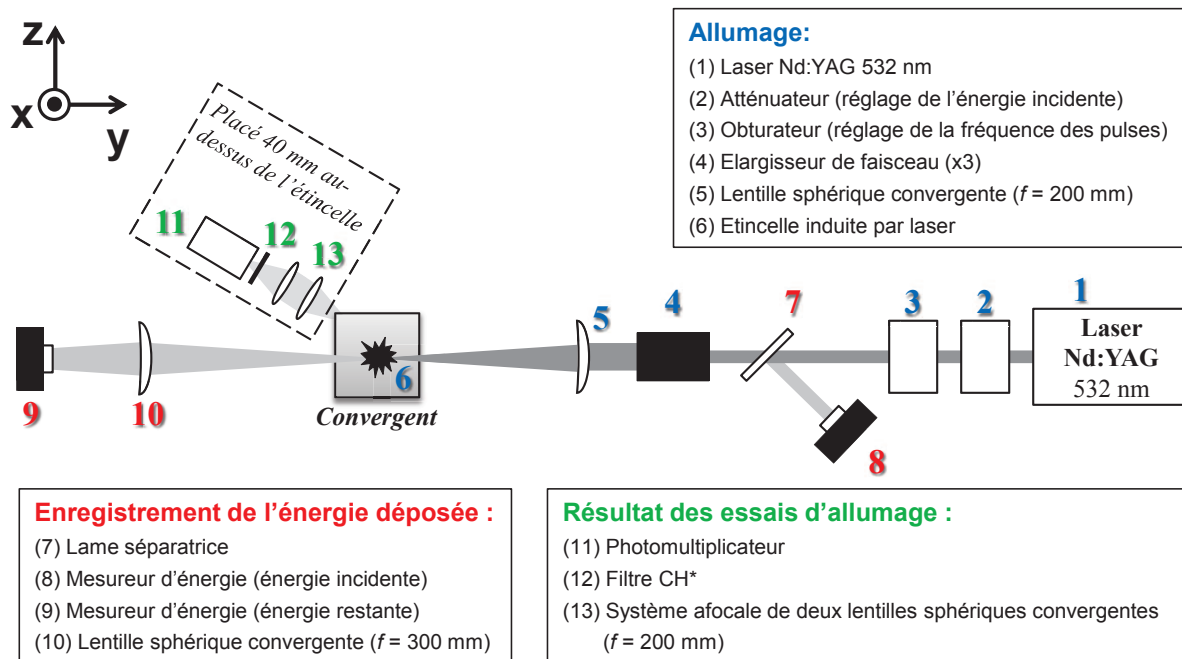 z
x
y
Placé 40 mm au-
dessus de l'étincelle
11
12
13
Allumage:
(1) Laser Nd:YAG 532 nm
(2) Atténuateur (réglage de l'énergie incidente)
(3) Obturateur (réglage de la fréquence des pulses)
(4) Elargisseur de faisceau (x3)
(5) Lentille sphérique convergente (f = 200 mm)
(6) Etincelle induite par laser
9
10
6
Convergent
5
4
7
8
3
2
1
Laser
Nd:YAG
532 nm
Enregistrement de l'énergie déposée :
(7) Lame séparatrice
(8) Mesureur d'énergie (énergie incidente)
(9) Mesureur d'énergie (énergie restante)
(10) Lentille sphérique convergente (f = 300 mm)
Résultat des essais d'allumage :
(11) Photomultiplicateur
(12) Filtre CH*
(13) Système afocale de deux lentilles sphériques convergentes
(f = 200 mm)